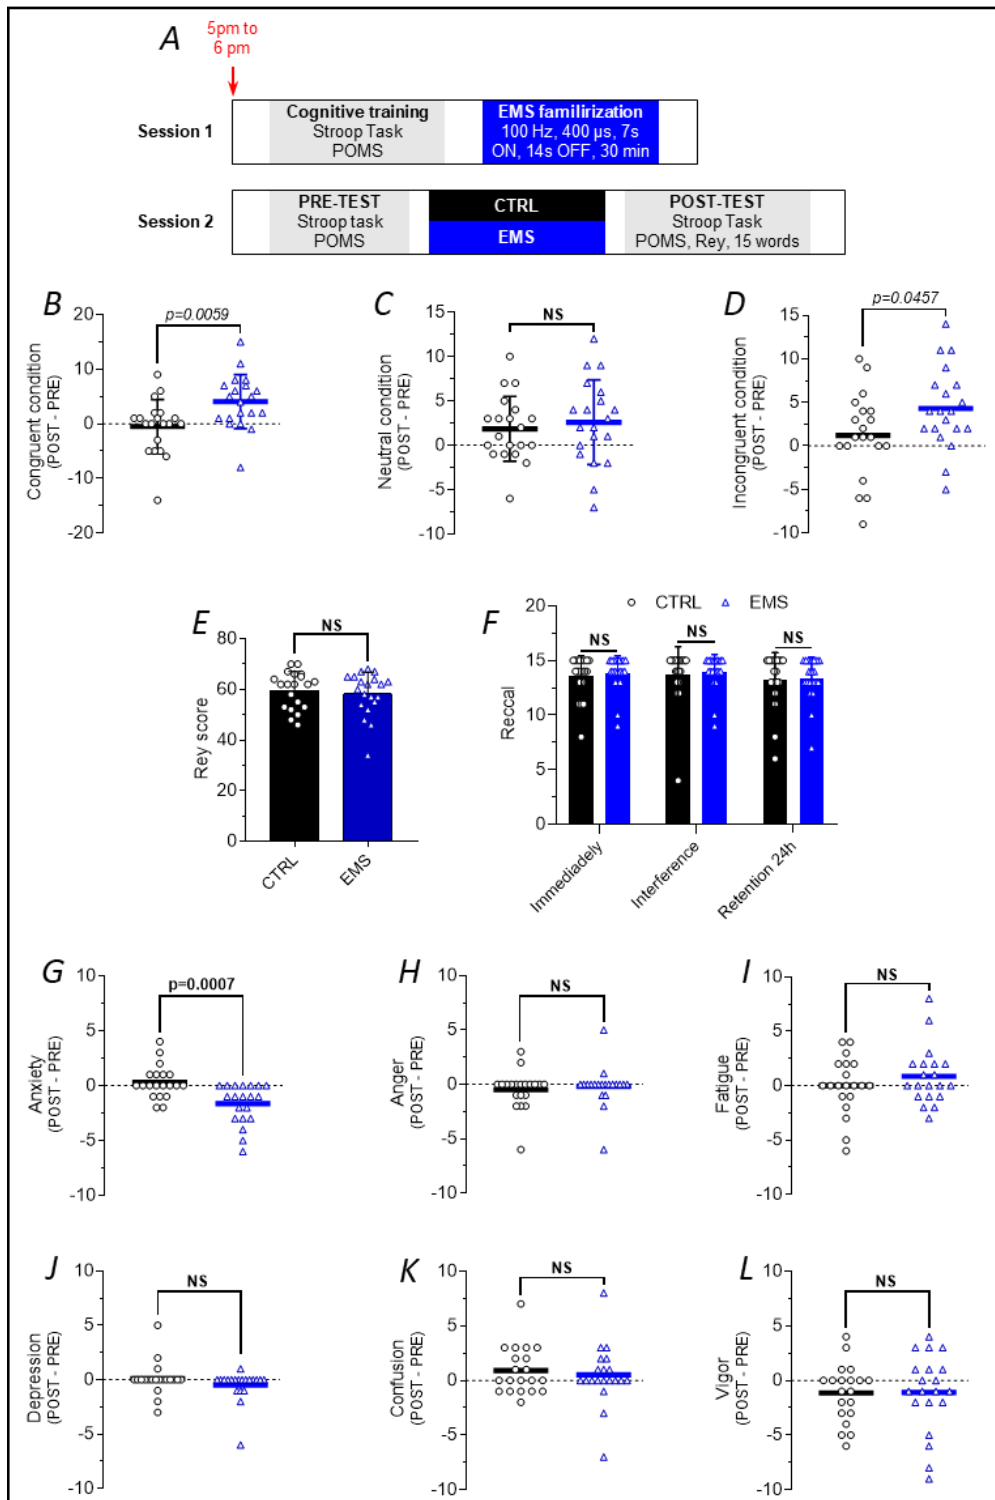 A
5pm to
6 pm
Session 1
Cognitive training
Stroop Task
POMS
EMS familirization
100 Hz, 400 µs, 7s
ON, 14s OFF, 30 min
Session 2
PRE-TEST
Stroop task
POMS
CTRL
EMS
POST-TEST
Stroop Task
POMS, Rey, 15 words
B
Congruent condition
(POST - PRE)
20
10
0
-10
-20
p=0.0059
C
Neutral condition
(POST - PRE)
15
10
5
0
-5
-10
NS
D
Incongruent condition
(POST - PRE)
15
10
5
0
-5
-10
p=0.0457
E
Rey score
80
60
40
20
0
NS
CTRL
EMS
F
Reccal
20
15
10
5
0
CTRL
EMS
NS
NS
NS
Immediadely
Interference
Retention 24h
G
Anxiety
(POST - PRE)
10
5
0
-5
-10
p=0.0007
H
Anger
(POST - PRE)
10
5
0
-5
-10
NS
I
Fatigue
(POST - PRE)
10
5
0
-5
-10
NS
J
Depression
(POST - PRE)
10
5
0
-5
-10
NS
K
Confusion
(POST - PRE)
10
5
0
-5
-10
NS
L
Vigor
(POST - PRE)
10
5
0
-5
-10
NS